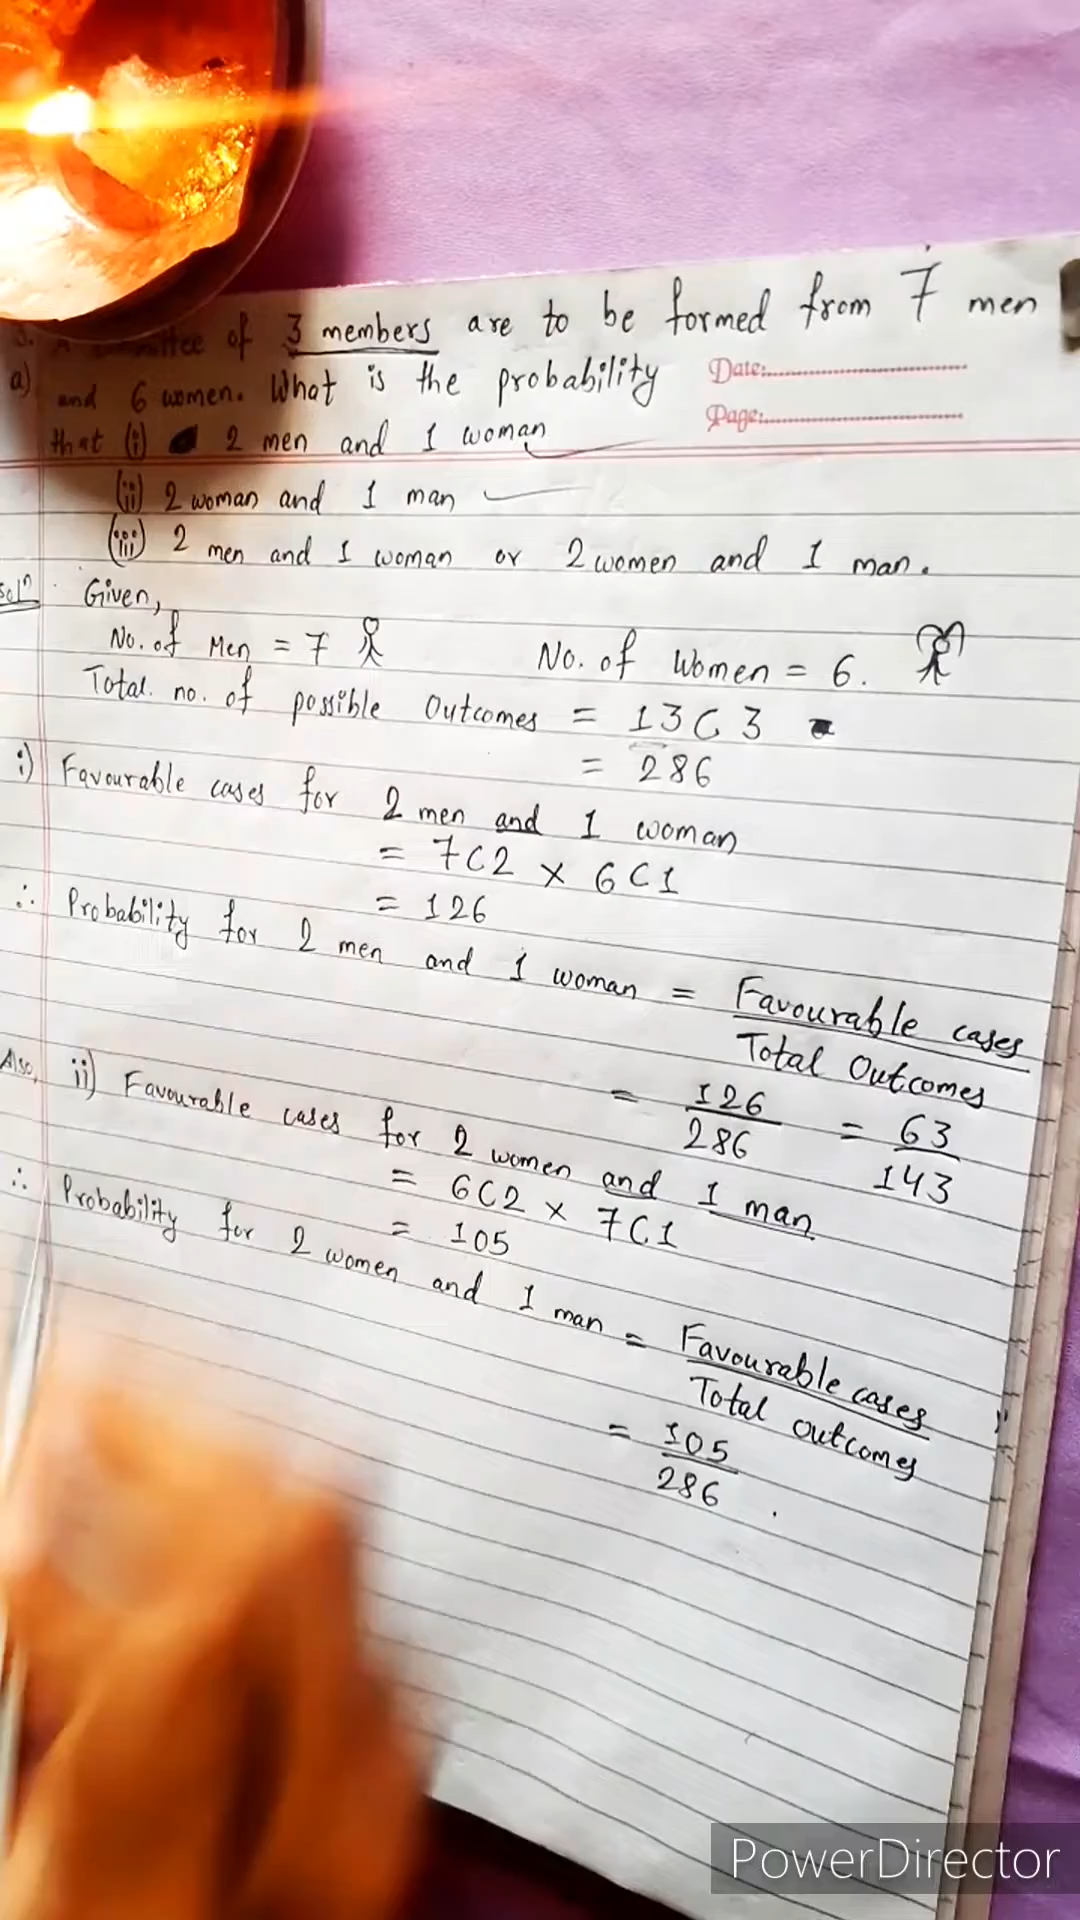 3. A committee of 3 members are to be formed from 7 men
a) and 6 women. What is the probability
Date:
Page:
that (i) 2 men and 1 woman
(ii) 2 woman and 1 man
(iii) 2 men and 1 woman or 2 women and 1 man.
Solⁿ Given,
No. of Men = 7 No. of Women = 6.
Total no. of possible Outcomes = 13C3
= 286
i) Favourable cases for 2 men and 1 woman
= 7C2 × 6C1
= 126
∴ Probability for 2 men and 1 woman = Favourable cases
Total Outcomes
= 126/286 = 63/143
Also, ii) Favourable cases for 2 women and 1 man
= 6C2 × 7C1
= 105
∴ Probability for 2 women and 1 man = Favourable cases
Total outcomes
= 105/286.
PowerDirector